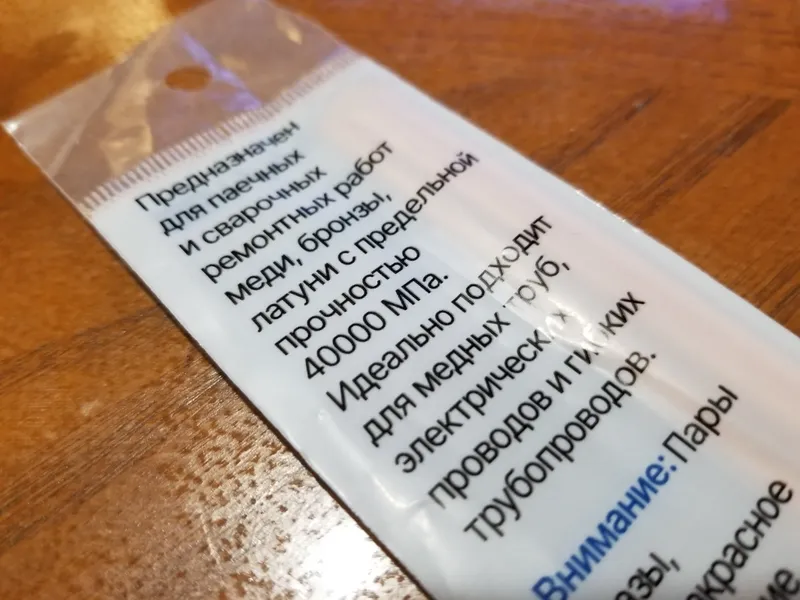 Предназначен
для паечных
и сварочных
ремонтных работ
меди, бронзы,
латуни с предельной
прочностью
40000 МПа.
Идеально подходит
для медных труб,
электрических
проводов и гибких
трубопроводов.
Внимание: Пары